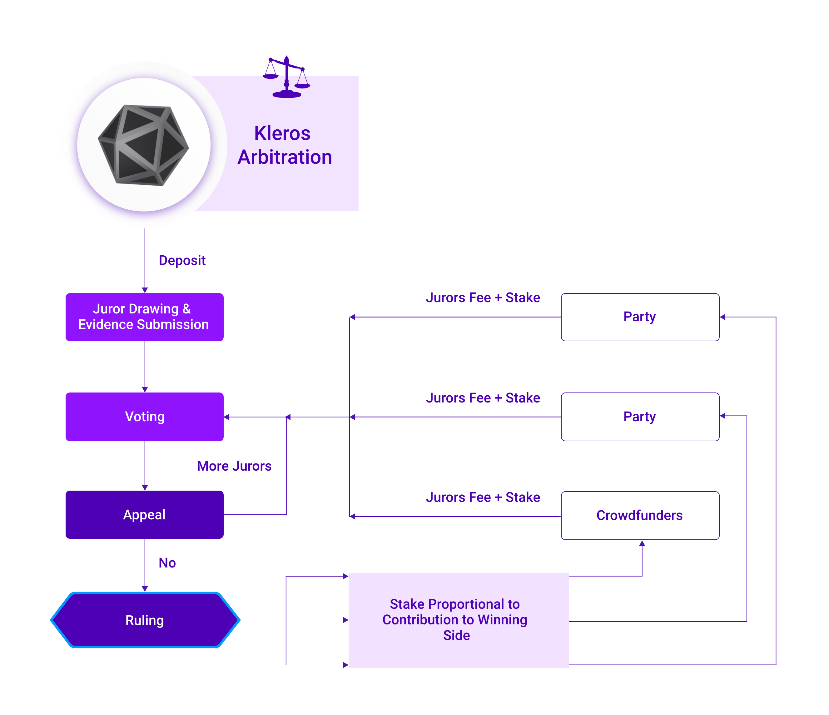 Kleros
Arbitration
Deposit
Juror Drawing &
Evidence Submission
Jurors Fee + Stake
Party
Voting
Jurors Fee + Stake
Party
More Jurors
Appeal
Jurors Fee + Stake
Crowdfunders
No
Ruling
Stake Proportional to
Contribution to Winning
Side